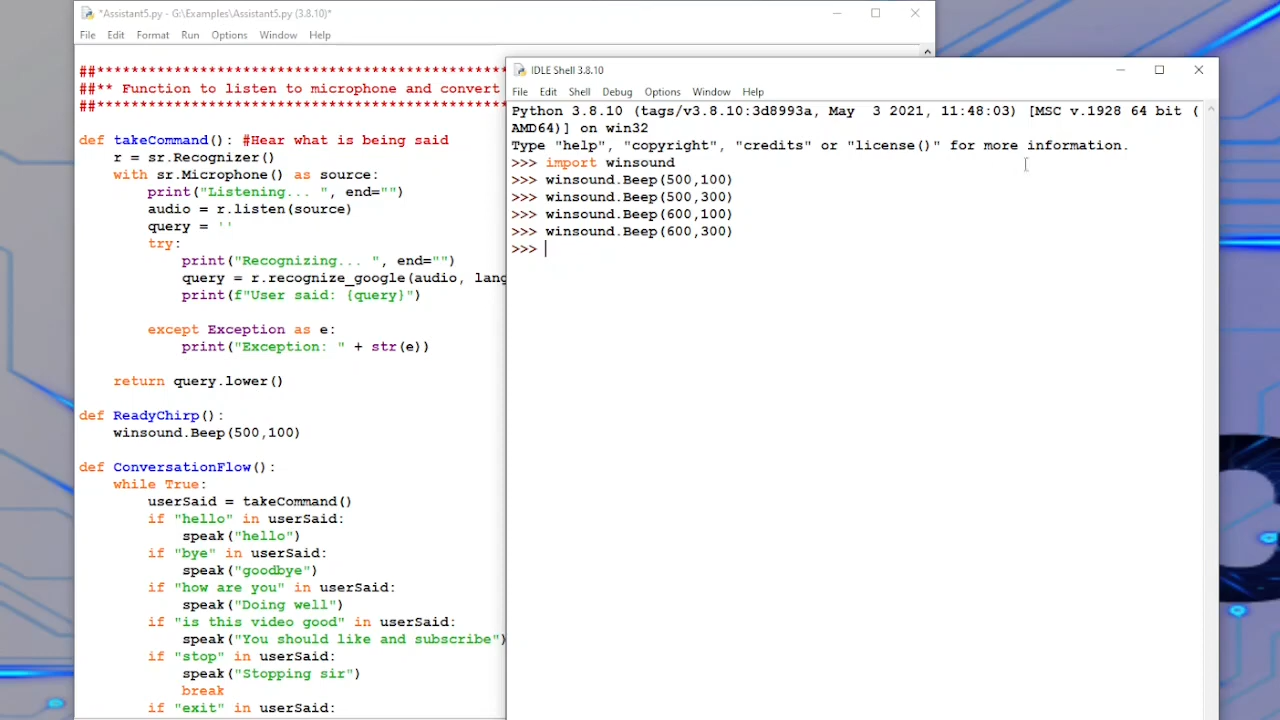 *Assistant5.py - G:\Examples\Assistant5.py (3.8.10)*
File Edit Format Run Options Window Help
##**************************************************
##** Function to listen to microphone and convert
##**************************************************
def takeCommand(): #Hear what is being said
    r = sr.Recognizer()
    with sr.Microphone() as source:
        print("Listening... ", end="")
        audio = r.listen(source)
        query = ''
        try:
            print("Recognizing... ", end="")
            query = r.recognize_google(audio, lang
            print(f"User said: {query}")
        except Exception as e:
            print("Exception: " + str(e))
    return query.lower()
def ReadyChirp():
    winsound.Beep(500,100)
def ConversationFlow():
    while True:
        userSaid = takeCommand()
        if "hello" in userSaid:
            speak("hello")
        if "bye" in userSaid:
            speak("goodbye")
        if "how are you" in userSaid:
            speak("Doing well")
        if "is this video good" in userSaid:
            speak("You should like and subscribe")
        if "stop" in userSaid:
            speak("Stopping sir")
            break
        if "exit" in userSaid:
IDLE Shell 3.8.10
File Edit Shell Debug Options Window Help
Python 3.8.10 (tags/v3.8.10:3d8993a, May  3 2021, 11:48:03) [MSC v.1928 64 bit (
AMD64)] on win32
Type "help", "copyright", "credits" or "license()" for more information.
>>> import winsound
>>> winsound.Beep(500,100)
>>> winsound.Beep(500,300)
>>> winsound.Beep(600,100)
>>> winsound.Beep(600,300)
>>>